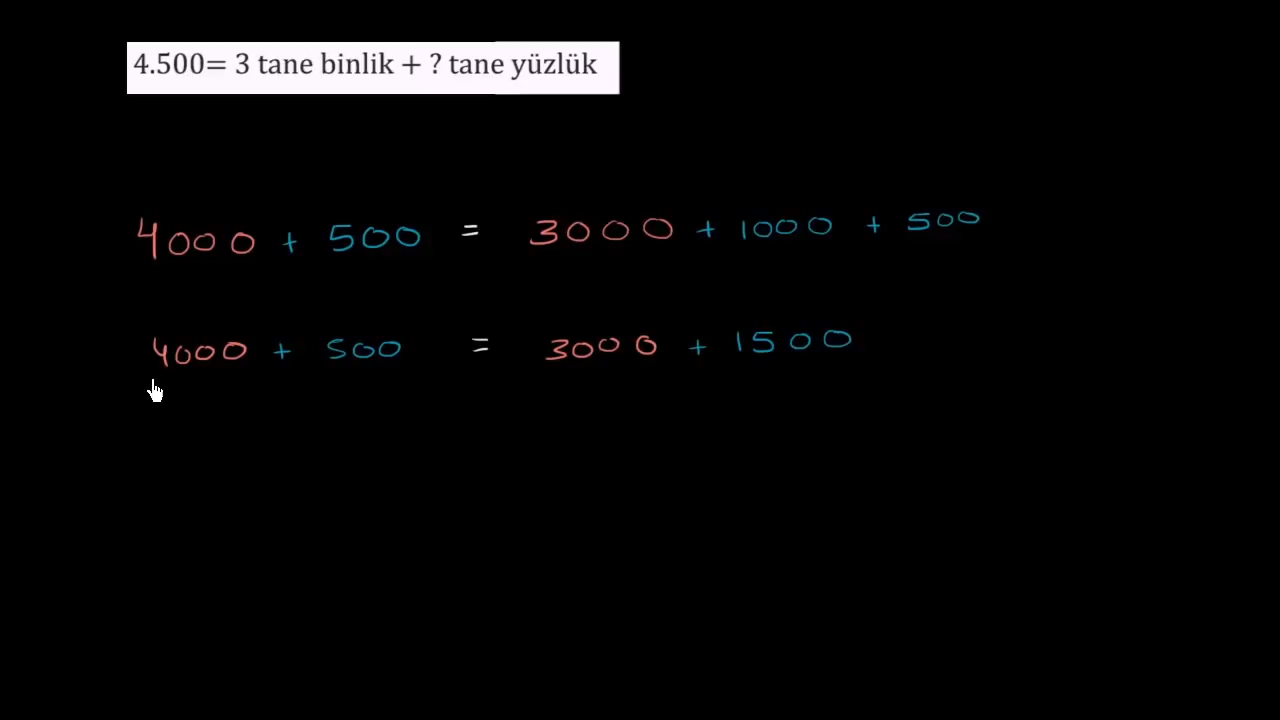 4.500= 3 tane binlik + ? tane yüzlük
4000 + 500 = 3000 + 1000 + 500
4000 + 500 = 3000 + 1500